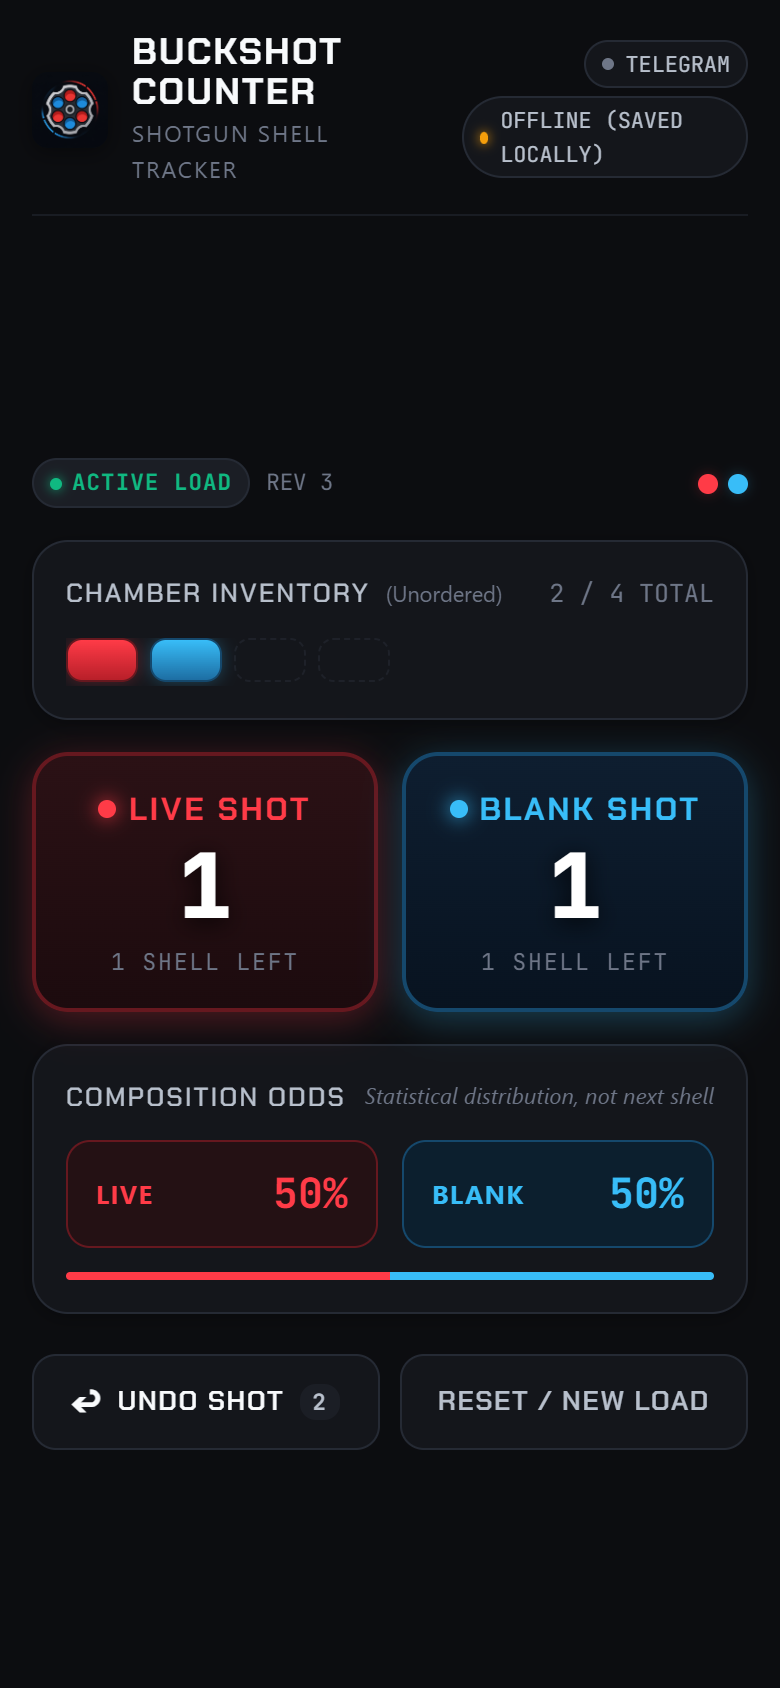 BUCKSHOT
COUNTER
SHOTGUN SHELL
TRACKER
TELEGRAM
OFFLINE (SAVED
LOCALLY)
ACTIVE LOAD REV 3
CHAMBER INVENTORY (Unordered) 2 / 4 TOTAL
LIVE SHOT
1
1 SHELL LEFT
BLANK SHOT
1
1 SHELL LEFT
COMPOSITION ODDS Statistical distribution, not next shell
LIVE 50%
BLANK 50%
UNDO SHOT 2
RESET / NEW LOAD